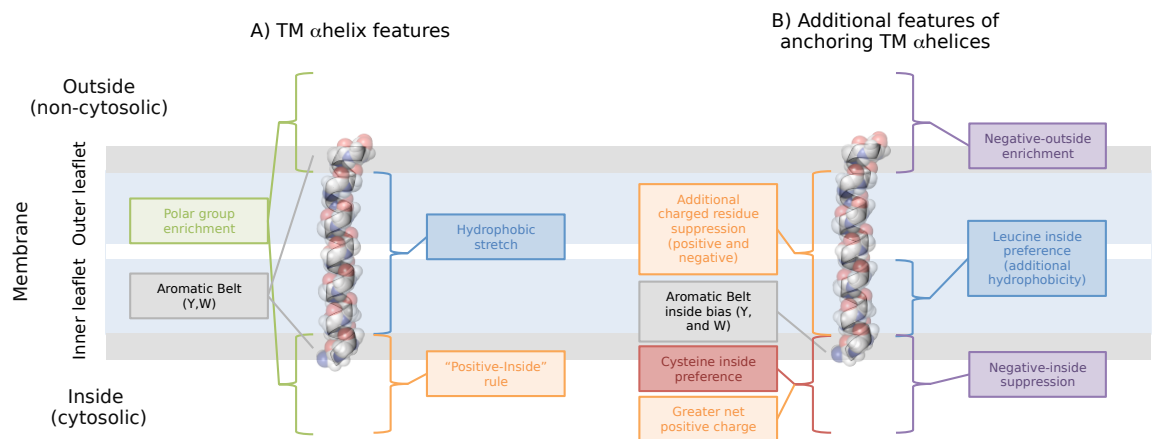 A) TM αhelix features
B) Additional features of
anchoring TM αhelices
Outside
(non-cytosolic)
Membrane
Outer leaflet
Inner leaflet
Inside
(cytosolic)
Polar group
enrichment
Aromatic Belt
(Y,W)
Hydrophobic
stretch
“Positive-Inside”
rule
Additional
charged residue
suppression
(positive and
negative)
Aromatic Belt
inside bias (Y,
and W)
Cysteine inside
preference
Greater net
positive charge
Negative-outside
enrichment
Leucine inside
preference
(additional
hydrophobicity)
Negative-inside
suppression